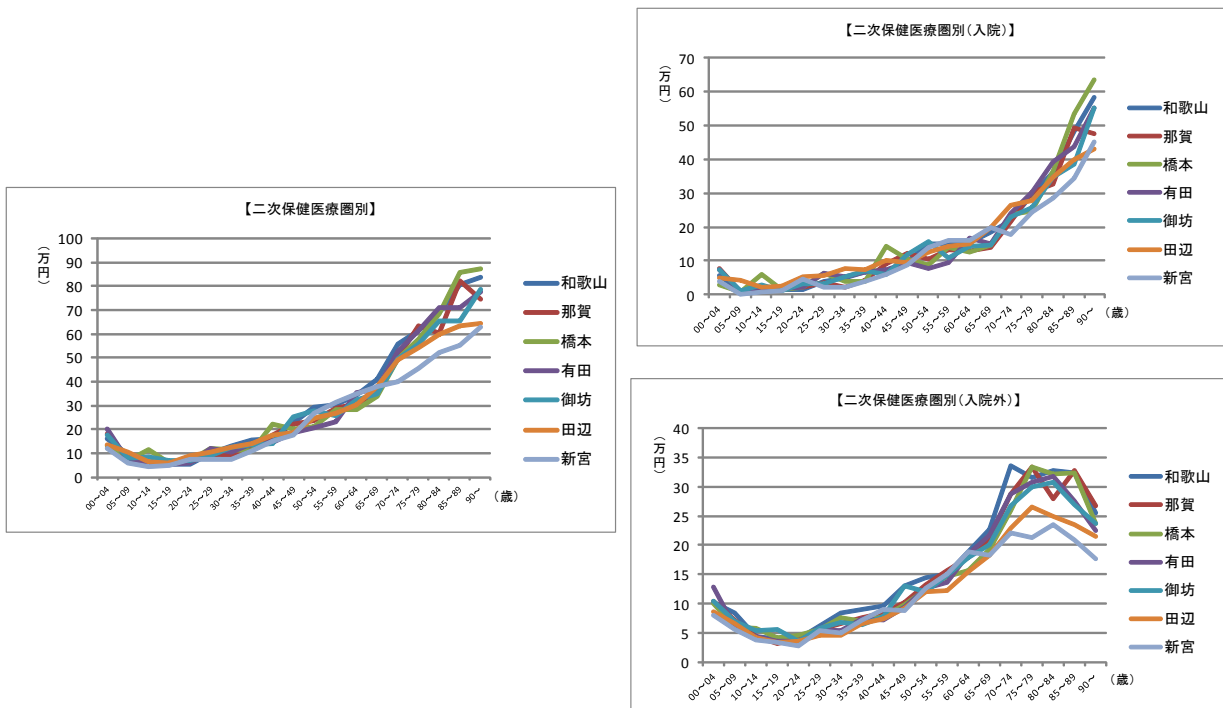 【二次保健医療圏別】
(万円)
100
90
80
70
60
50
40
30
20
10
0
00～04
05～09
10～14
15～19
20～24
25～29
30～34
35～39
40～44
45～49
50～54
55～59
60～64
65～69
70～74
75～79
80～84
85～89
90～
(歳)
和歌山
那賀
橋本
有田
御坊
田辺
新宮
【二次保健医療圏別(入院)】
(万円)
70
60
50
40
30
20
10
0
00～04
05～09
10～14
15～19
20～24
25～29
30～34
35～39
40～44
45～49
50～54
55～59
60～64
65～69
70～74
75～79
80～84
85～89
90～
(歳)
和歌山
那賀
橋本
有田
御坊
田辺
新宮
【二次保健医療圏別(入院外)】
(万円)
40
35
30
25
20
15
10
5
0
00～04
05～09
10～14
15～19
20～24
25～29
30～34
35～39
40～44
45～49
50～54
55～59
60～64
65～69
70～74
75～79
80～84
85～89
90～
(歳)
和歌山
那賀
橋本
有田
御坊
田辺
新宮